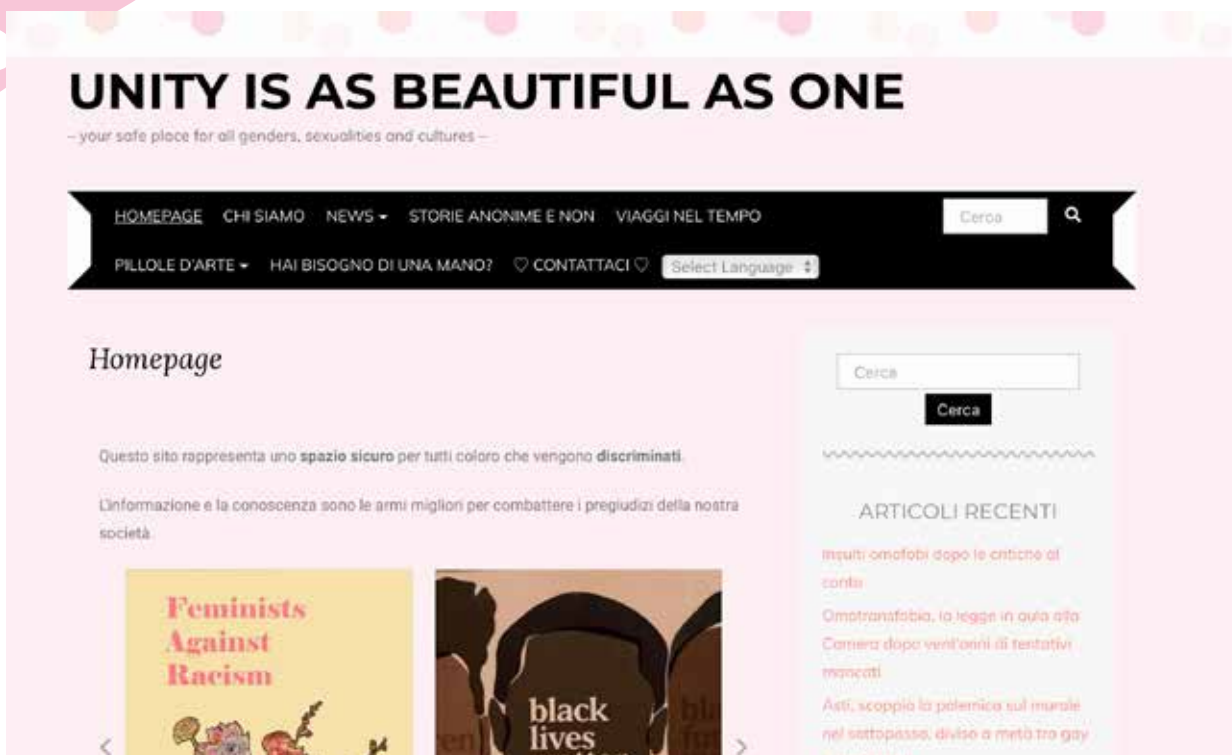 UNITY IS AS BEAUTIFUL AS ONE
– your safe place for all genders, sexualities and cultures –
HOMEPAGE CHI SIAMO NEWS STORIE ANONIME E NON VIAGGI NEL TEMPO Cerca
PILLOLE D'ARTE HAI BISOGNO DI UNA MANO? ♡ CONTATTACI ♡ Select Language
Homepage
Questo sito rappresenta uno spazio sicuro per tutti coloro che vengono discriminati.
L'informazione e la conoscenza sono le armi migliori per combattere i pregiudizi della nostra
società.
Feminists
Against
Racism
black
lives
Cerca
Cerca
ARTICOLI RECENTI
Insulti omofobi dopo le critiche al
conto
Omotransfobia, la legge in aula alla
Camera dopo vent'anni di tentativi
mancati
Asti, scoppia la polemica sul murale
nel sottopasso, diviso a metà tra gay